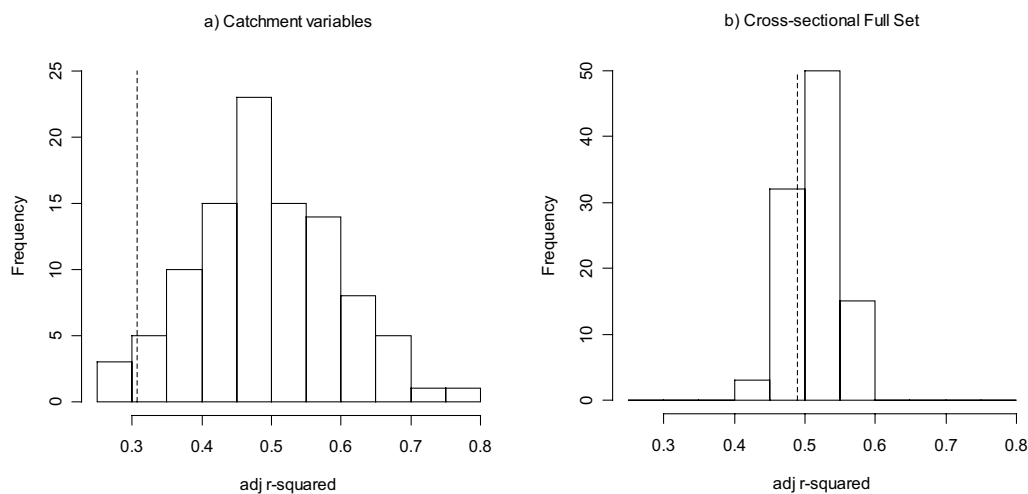 a) Catchment variables
25
20
15
10
5
0
Frequency
0.3 0.4 0.5 0.6 0.7 0.8
adj r-squared
b) Cross-sectional Full Set
50
40
30
20
10
0
Frequency
0.3 0.4 0.5 0.6 0.7 0.8
adj r-squared